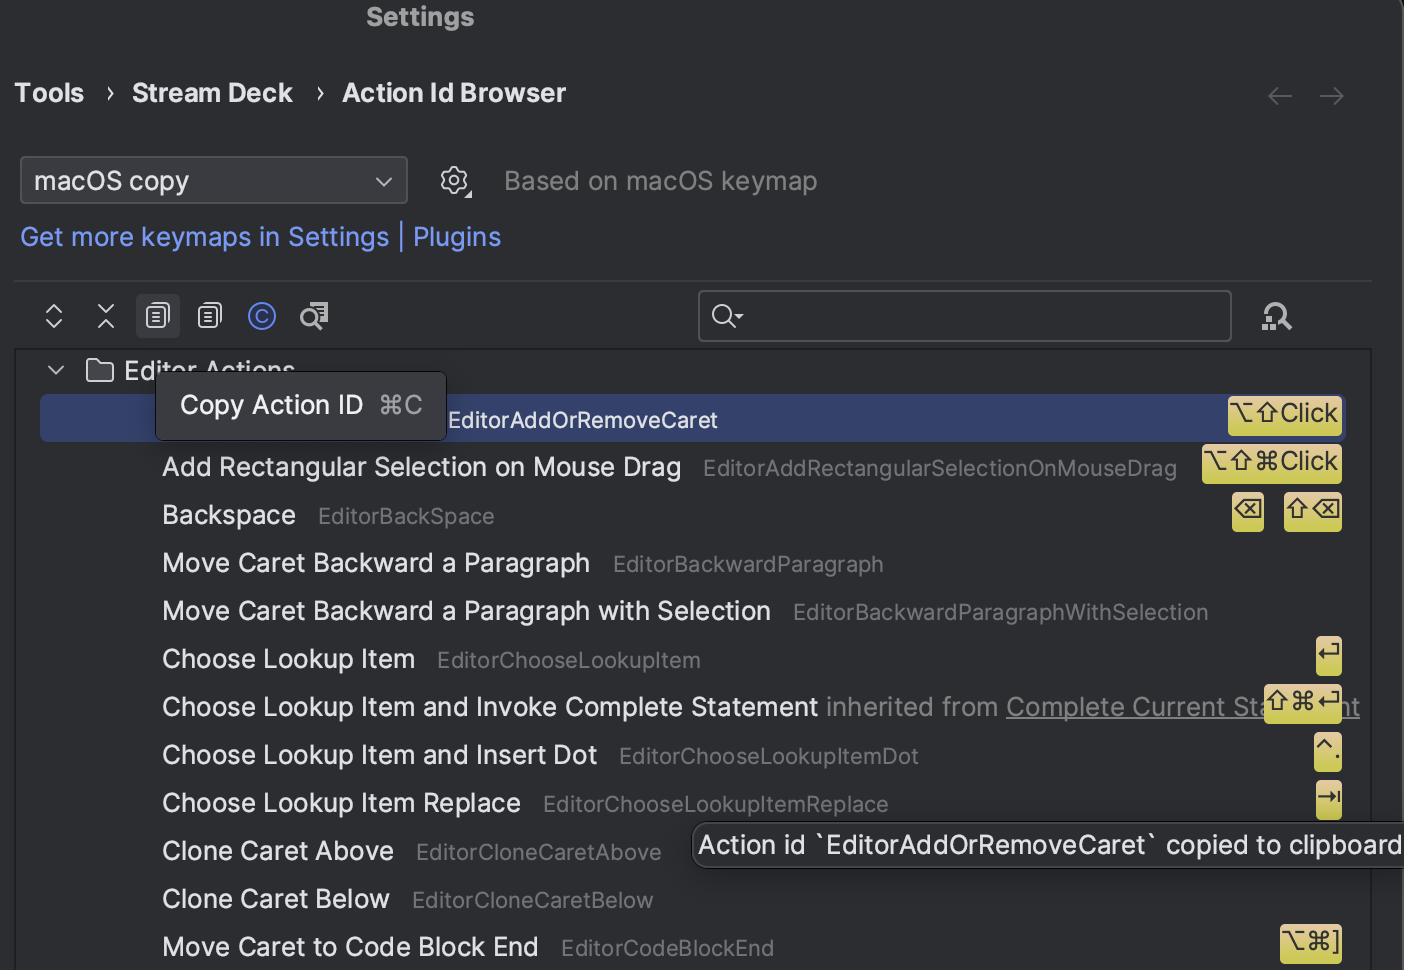 Settings
Tools › Stream Deck › Action Id Browser
macOS copy
Based on macOS keymap
Get more keymaps in Settings | Plugins
Editor Actions
Copy Action ID ⌘C
EditorAddOrRemoveCaret ⌥⇧Click
Add Rectangular Selection on Mouse Drag EditorAddRectangularSelectionOnMouseDrag ⌥⇧⌘Click
Backspace EditorBackSpace ⌫ ⇧⌫
Move Caret Backward a Paragraph EditorBackwardParagraph
Move Caret Backward a Paragraph with Selection EditorBackwardParagraphWithSelection
Choose Lookup Item EditorChooseLookupItem ↩
Choose Lookup Item and Invoke Complete Statement inherited from Complete Current ⇧⌘↩
Choose Lookup Item and Insert Dot EditorChooseLookupItemDot ⌃.
Choose Lookup Item Replace EditorChooseLookupItemReplace ⇥
Clone Caret Above EditorCloneCaretAbove
Action id `EditorAddOrRemoveCaret` copied to clipboard
Clone Caret Below EditorCloneCaretBelow
Move Caret to Code Block End EditorCodeBlockEnd ⌥⌘]